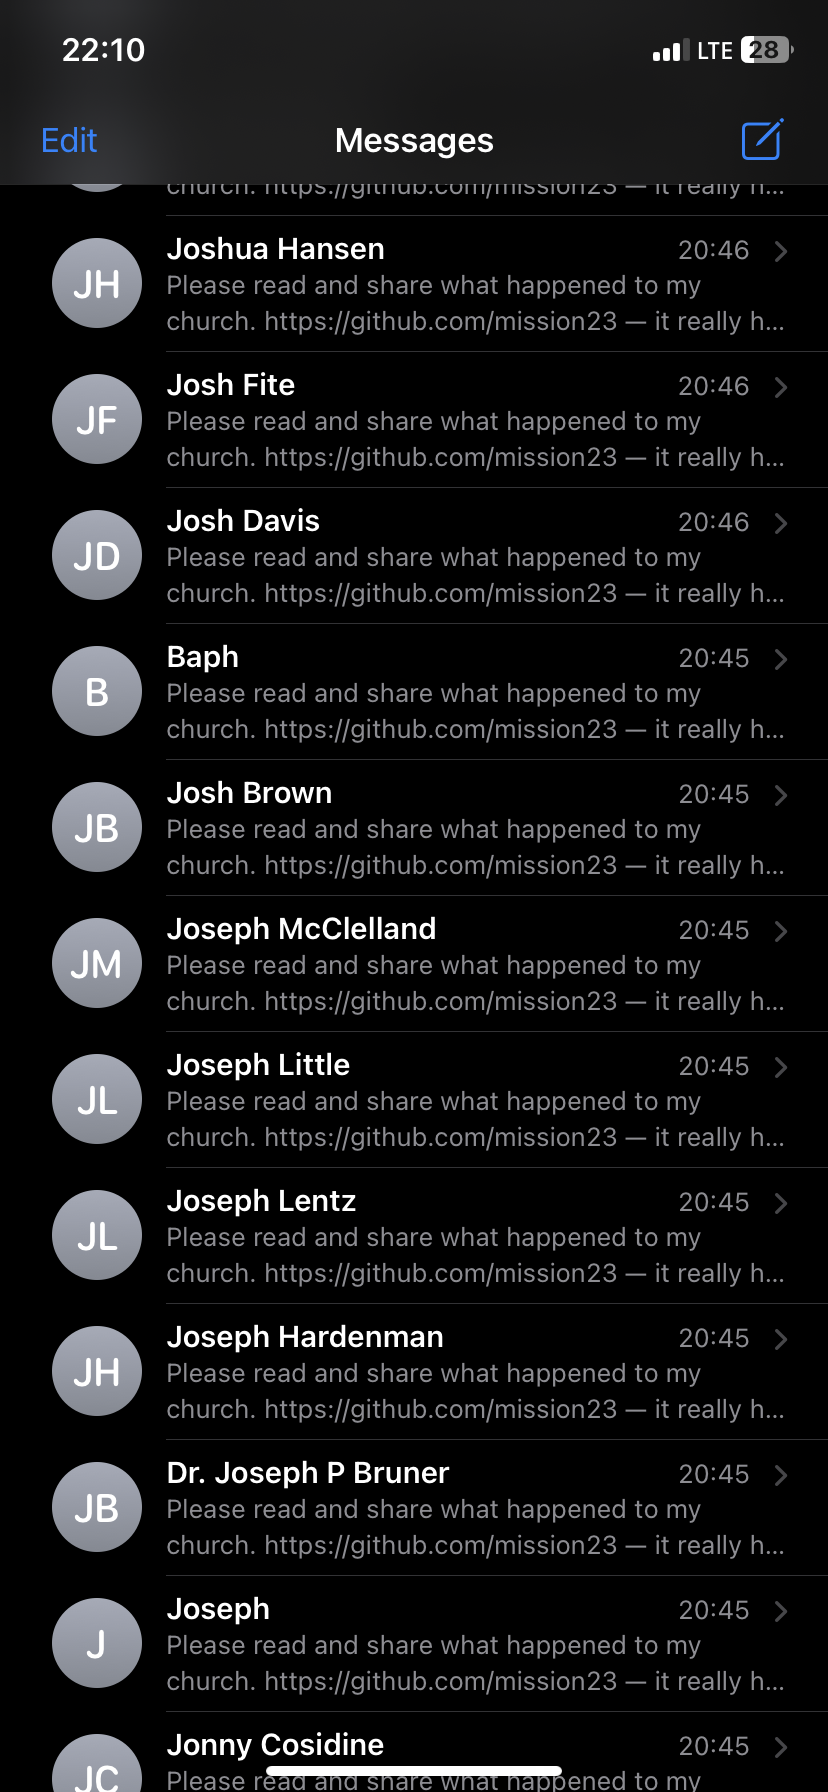 22:10
LTE 28
Edit Messages
church. https://github.com/mission23 — it really h...
Joshua Hansen 20:46
JH
Please read and share what happened to my
church. https://github.com/mission23 — it really h...
Josh Fite 20:46
JF
Please read and share what happened to my
church. https://github.com/mission23 — it really h...
Josh Davis 20:46
JD
Please read and share what happened to my
church. https://github.com/mission23 — it really h...
Baph 20:45
B
Please read and share what happened to my
church. https://github.com/mission23 — it really h...
Josh Brown 20:45
JB
Please read and share what happened to my
church. https://github.com/mission23 — it really h...
Joseph McClelland 20:45
JM
Please read and share what happened to my
church. https://github.com/mission23 — it really h...
Joseph Little 20:45
JL
Please read and share what happened to my
church. https://github.com/mission23 — it really h...
Joseph Lentz 20:45
JL
Please read and share what happened to my
church. https://github.com/mission23 — it really h...
Joseph Hardenman 20:45
JH
Please read and share what happened to my
church. https://github.com/mission23 — it really h...
Dr. Joseph P Bruner 20:45
JB
Please read and share what happened to my
church. https://github.com/mission23 — it really h...
Joseph 20:45
J
Please read and share what happened to my
church. https://github.com/mission23 — it really h...
Jonny Cosidine 20:45
JC
Please read and share what happened to my